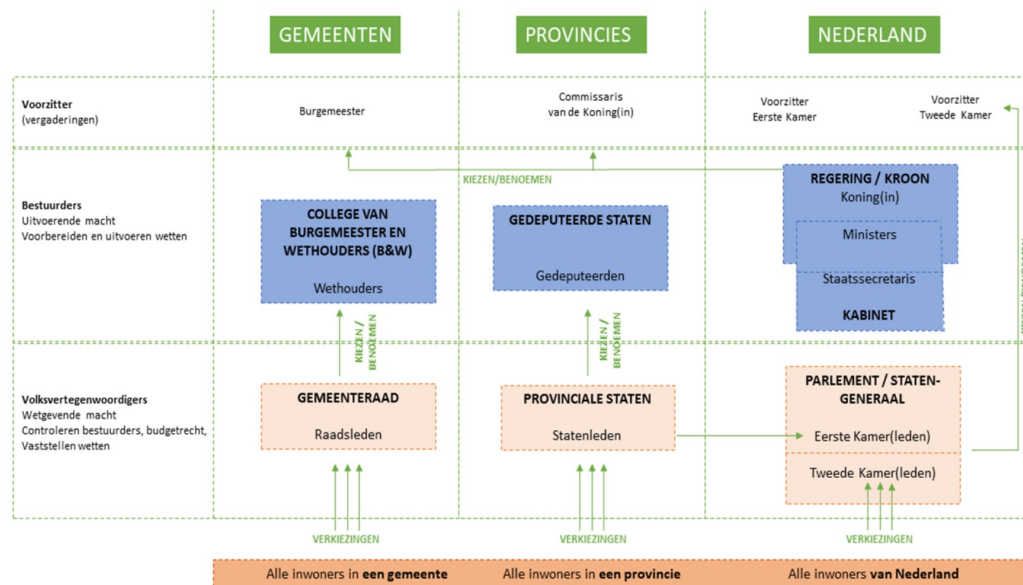 GEMEENTEN
PROVINCIES
NEDERLAND
Voorzitter
(vergaderingen)
Burgemeester
Commissaris
van de Koning(in)
Voorzitter
Eerste Kamer
Voorzitter
Tweede Kamer
KIEZEN/BENOEMEN
Bestuurders
Uitvoerende macht
Voorbereiden en uitvoeren wetten
COLLEGE VAN
BURGEMEESTER EN
WETHOUDERS (B&W)
Wethouders
GEDEPUTEERDE STATEN
Gedeputeerden
REGERING / KROON
Koning(in)
Ministers
Staatssecretaris
KABINET
KIEZEN /
BENOEMEN
KIEZEN/
BENOEMEN
Volksvertegenwoordigers
Wetgevende macht
Controleren bestuurders, budgetrecht,
Vaststellen wetten
GEMEENTERAAD
Raadsleden
PROVINCIALE STATEN
Statenleden
PARLEMENT / STATEN-
GENERAAL
Eerste Kamer(leden)
Tweede Kamer(leden)
VERKIEZINGEN
VERKIEZINGEN
VERKIEZINGEN
Alle inwoners in een gemeente
Alle inwoners in een provincie
Alle inwoners van Nederland